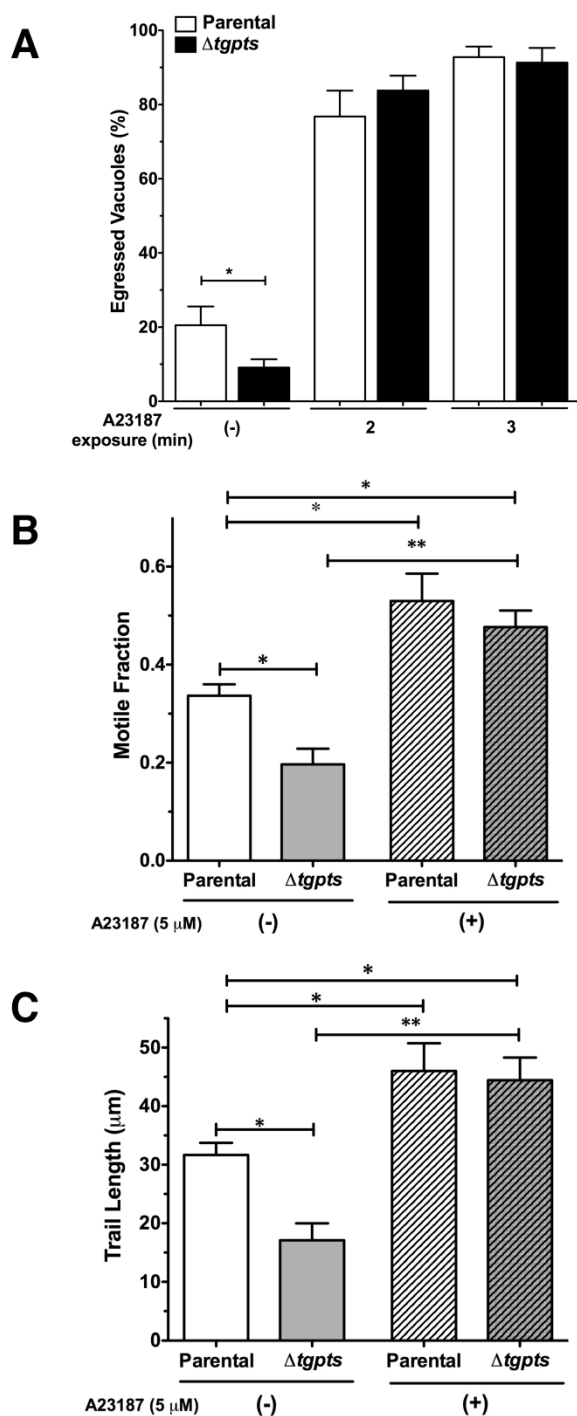 A
Parental
Δtgpts
Egressed Vacuoles (%)
100
80
60
40
20
0
*
A23187
exposure (min)
(-)
2
3
B
Motile Fraction
0.6
0.4
0.2
0.0
*
*
**
*
Parental
Δtgpts
Parental
Δtgpts
A23187 (5 μM)
(-)
(+)
C
Trail Length (μm)
50
40
30
20
10
0
*
*
**
*
Parental
Δtgpts
Parental
Δtgpts
A23187 (5 μM)
(-)
(+)